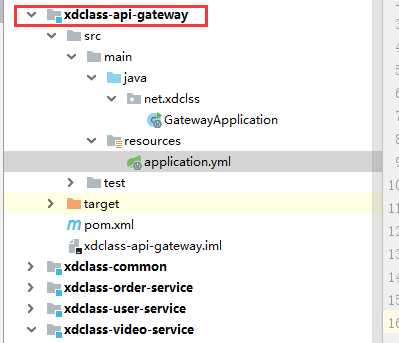 xdclass-api-gateway
src
main
java
net.xdclss
GatewayApplication
resources
application.yml
test
target
pom.xml
xdclass-api-gateway.iml
xdclass-common
xdclass-order-service
xdclass-user-service
xdclass-video-service
3
4
5
6
7
8
9
10
11
12
13
14
15
16